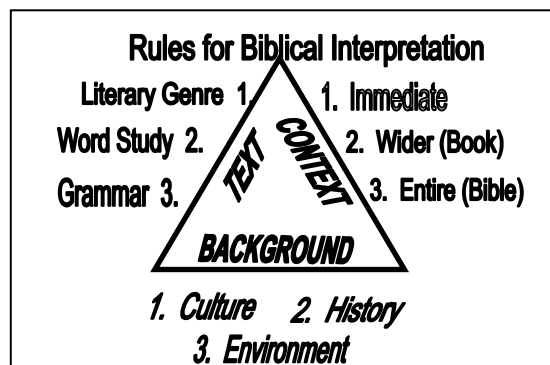 Rules for Biblical Interpretation
Literary Genre 1.
Word Study 2.
Grammar 3.
TEXT
CONTEXT
1. Immediate
2. Wider (Book)
3. Entire (Bible)
BACKGROUND
1. Culture 2. History
3. Environment